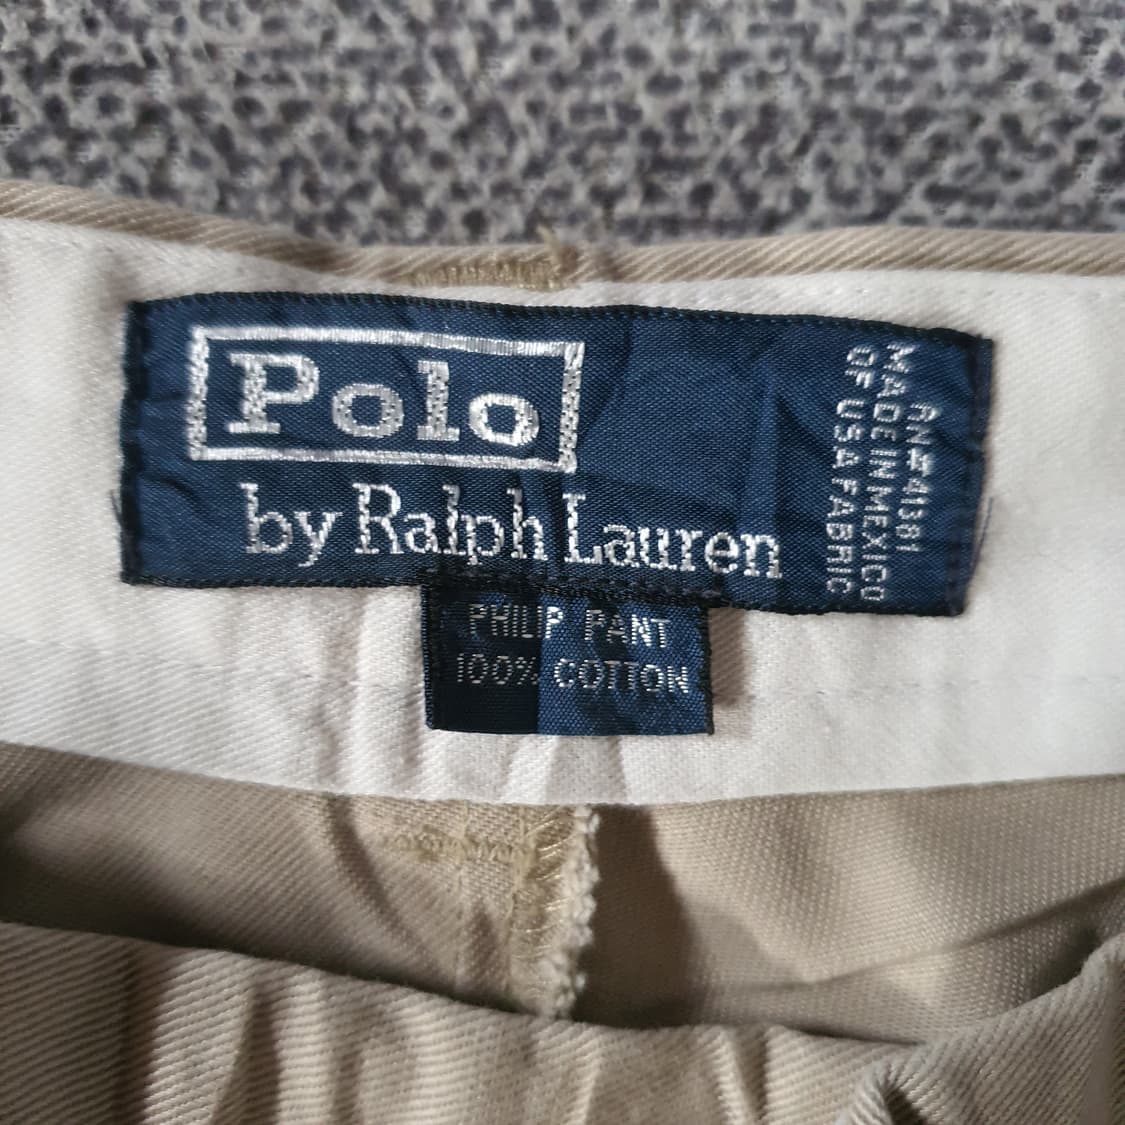 Polo
by Ralph Lauren
RN#41381
MADE IN MEXICO
OF USA FABRIC
PHILIP PANT
100% COTTON